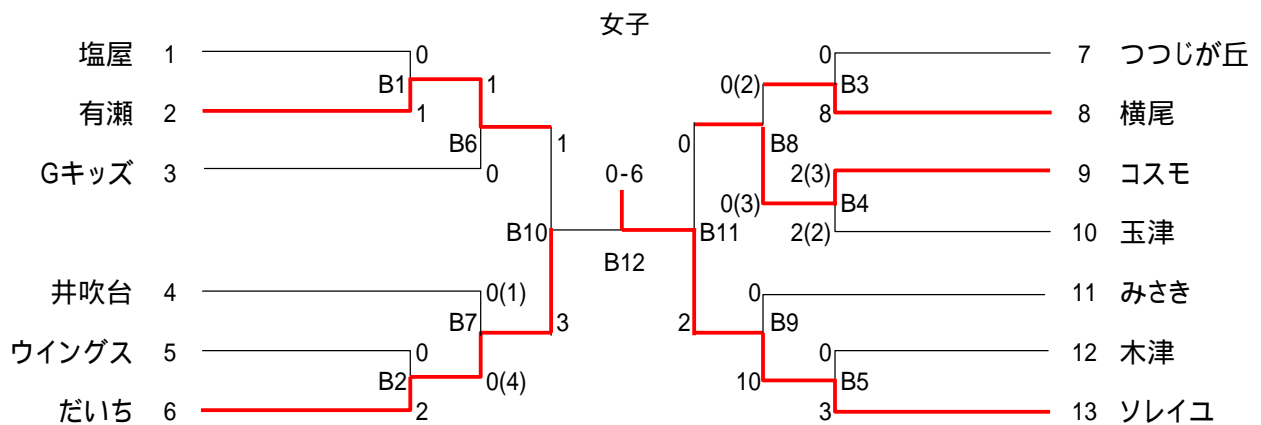 女子
塩屋 1 0 0 7 つつじが丘
B1 1 0(2) B3
有瀬 2 1 8 8 横尾
B6 1 0 B8
Gキッズ 3 0 0-6 2(3) 9 コスモ
0(3) B4
B10 B11 2(2) 10 玉津
B12
井吹台 4 0(1) 0 11 みさき
B7 3 2 B9
ウイングス 5 0 0 12 木津
B2 0(4) 10 B5
だいち 6 2 3 13 ソレイユ